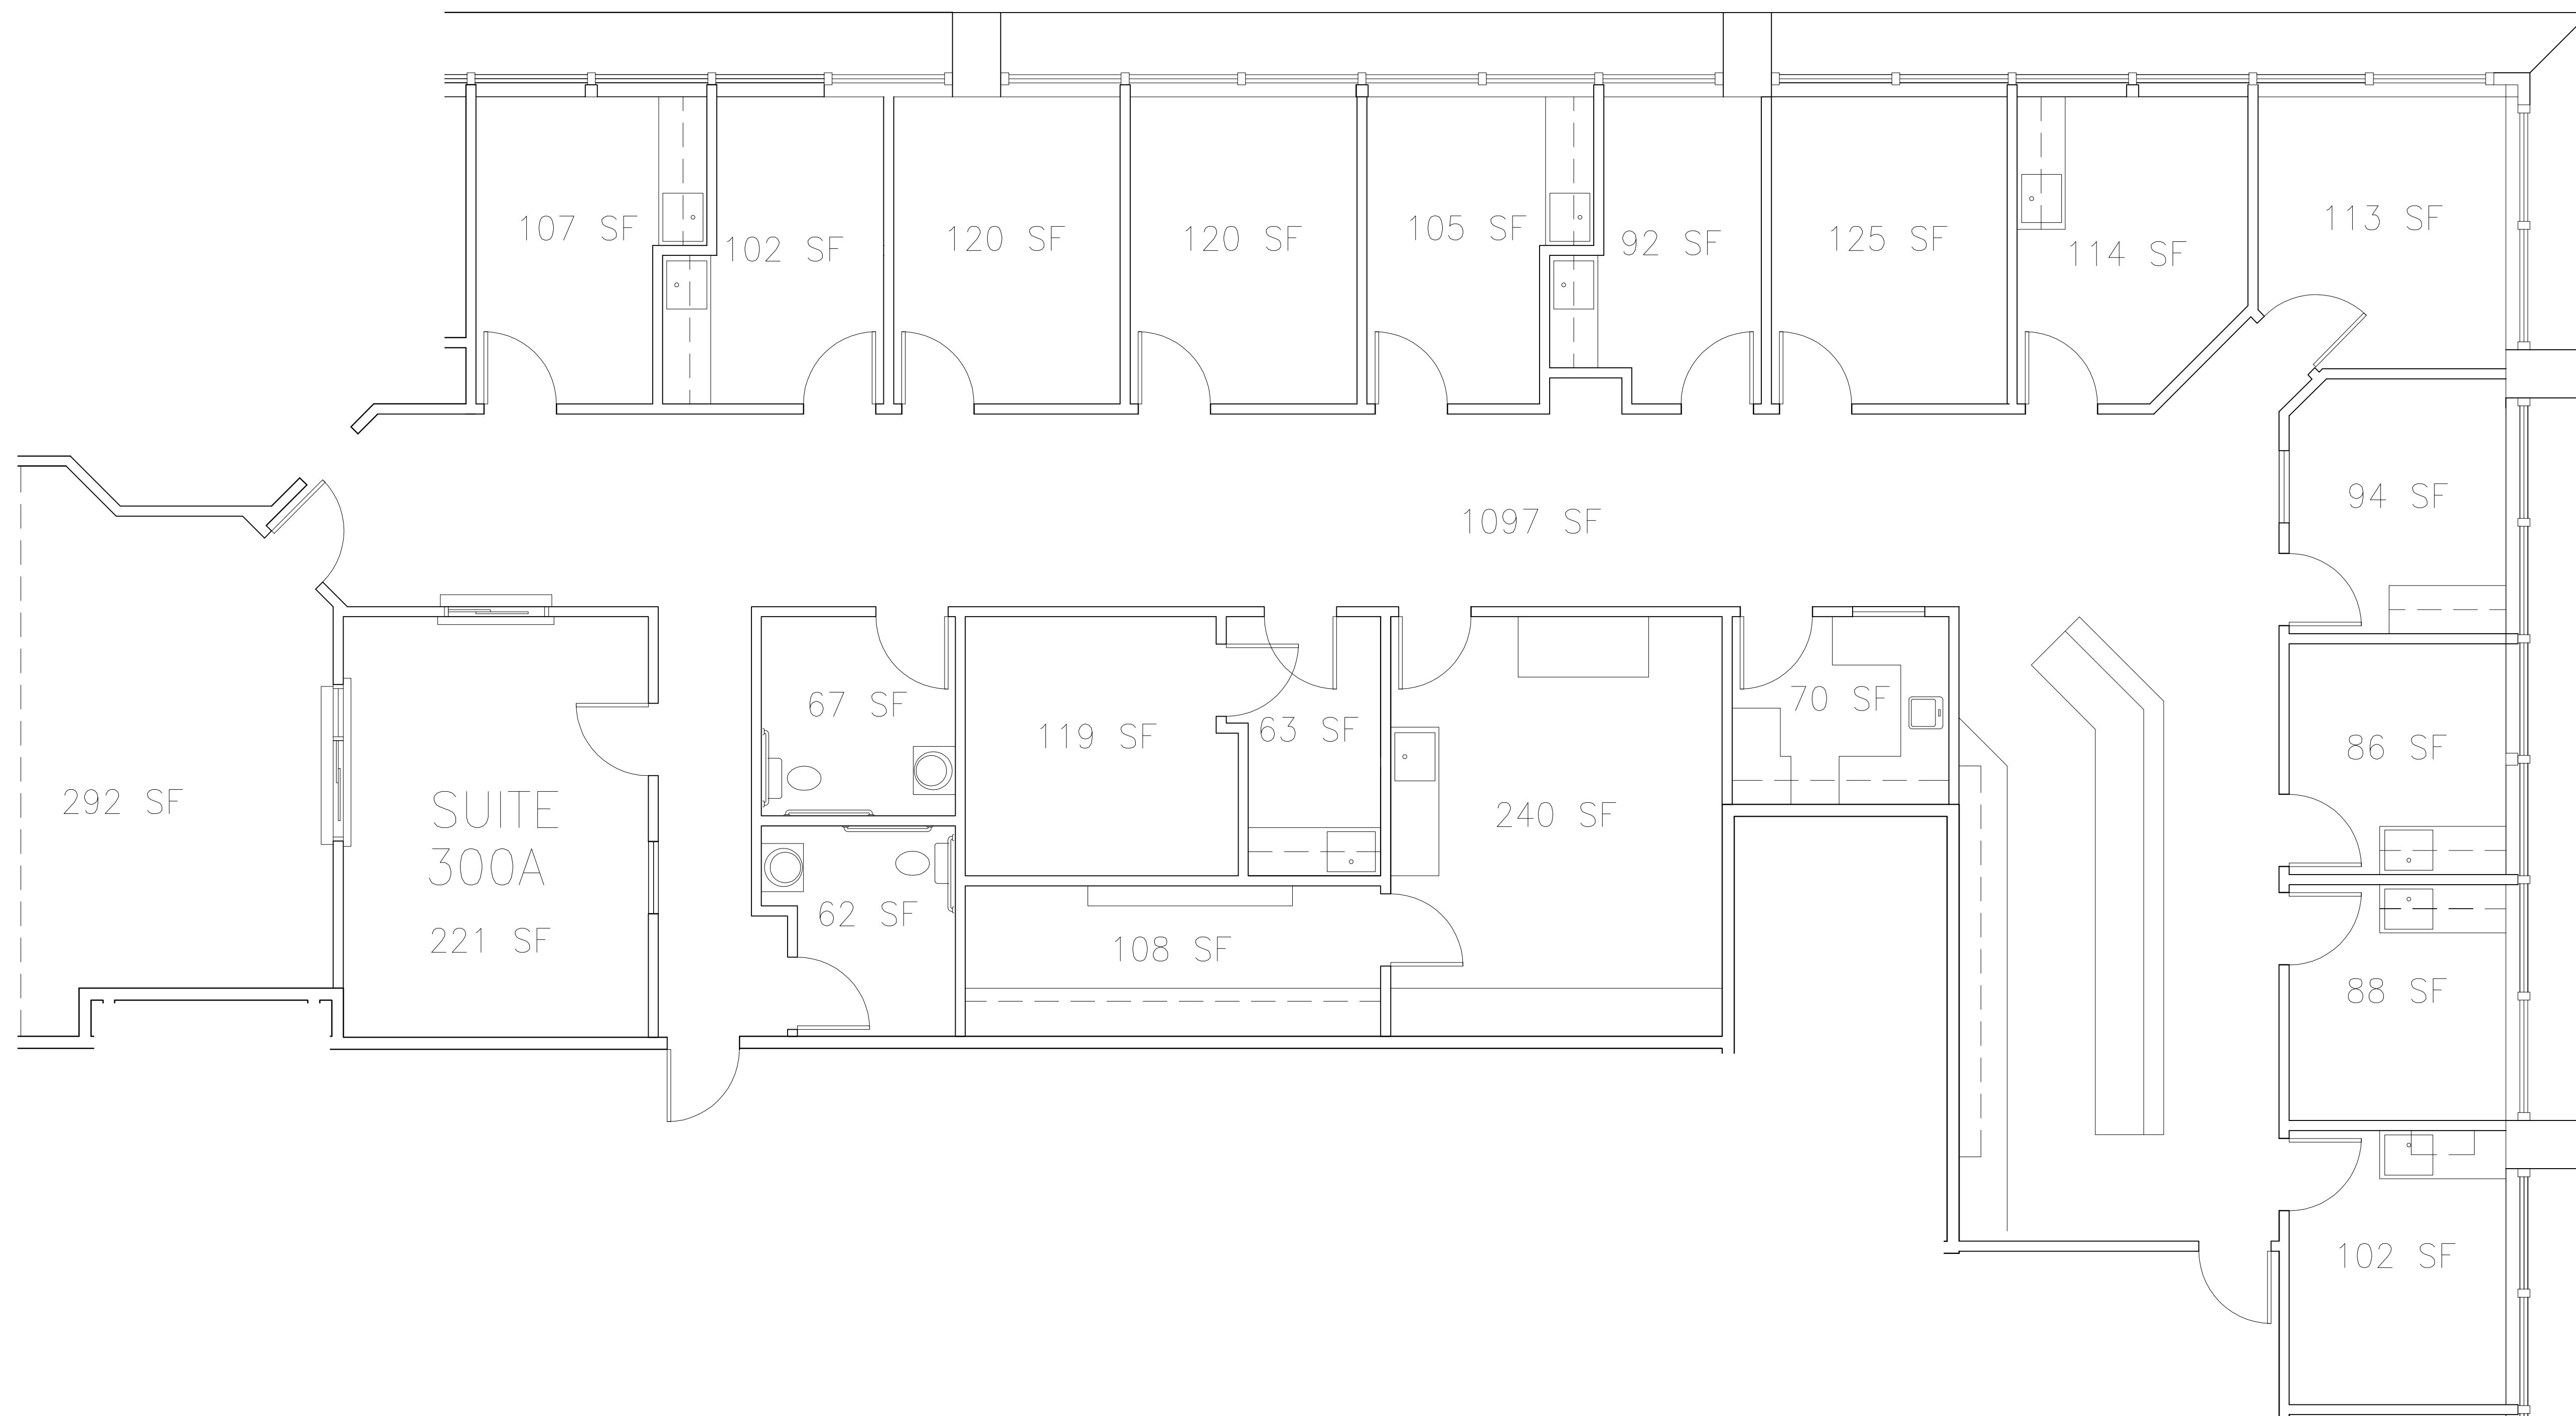 107 SF
102 SF
120 SF
120 SF
105 SF
92 SF
125 SF
114 SF
113 SF
94 SF
1097 SF
292 SF
SUITE
300A
221 SF
67 SF
62 SF
119 SF
63 SF
108 SF
240 SF
70 SF
86 SF
88 SF
102 SF